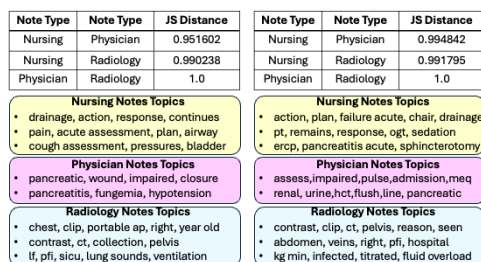 Note Type Note Type JS Distance
Nursing Physician 0.951602
Nursing Radiology 0.990238
Physician Radiology 1.0
Nursing Notes Topics
• drainage, action, response, continues
• pain, acute assessment, plan, airway
• cough assessment, pressures, bladder
Physician Notes Topics
• pancreatic, wound, impaired, closure
• pancreatitis, fungemia, hypotension
Radiology Notes Topics
• chest, clip, portable ap, right, year old
• contrast, ct, collection, pelvis
• lf, pfi, sicu, lung sounds, ventilation
Note Type Note Type JS Distance
Nursing Physician 0.994842
Nursing Radiology 0.991795
Physician Radiology 1.0
Nursing Notes Topics
• action, plan, failure acute, chair, drainage
• pt, remains, response, ogt, sedation
• ercp, pancreatitis acute, sphincterotomy
Physician Notes Topics
• assess,impaired,pulse,admission,meq
• renal, urine,hct,flush,line, pancreatic
Radiology Notes Topics
• contrast, clip, ct, pelvis, reason, seen
• abdomen, veins, right, pfi, hospital
• kg min, infected, titrated, fluid overload